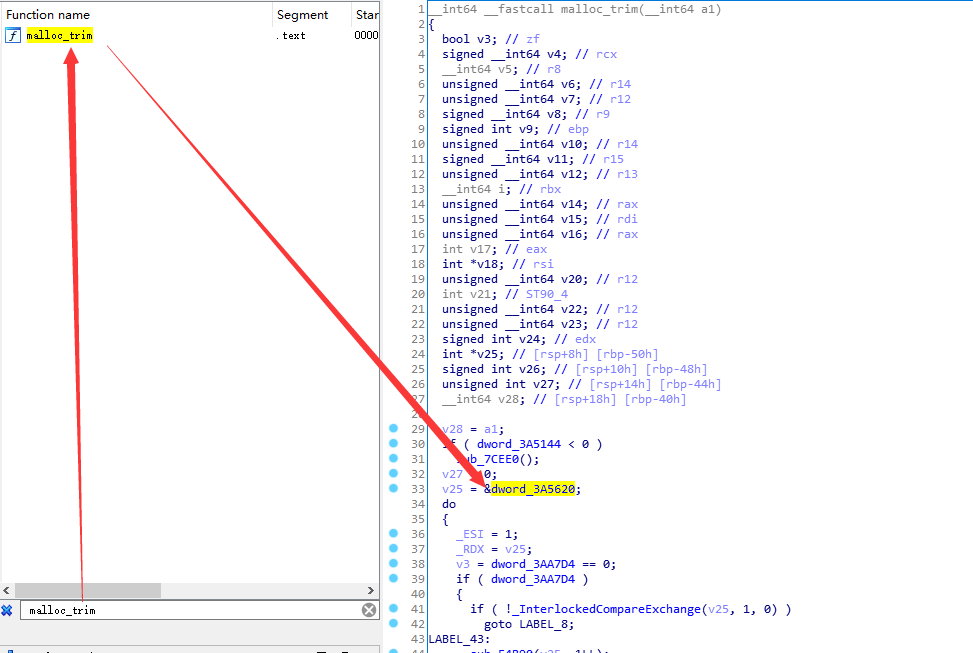 Function name Segment Star
f malloc_trim .text 0000
malloc_trim
1 __int64 __fastcall malloc_trim(__int64 a1)
2 {
3 bool v3; // zf
4 signed __int64 v4; // rcx
5 __int64 v5; // r8
6 unsigned __int64 v6; // r14
7 unsigned __int64 v7; // r12
8 signed __int64 v8; // r9
9 signed int v9; // ebp
10 unsigned __int64 v10; // r14
11 signed __int64 v11; // r15
12 unsigned __int64 v12; // r13
13 __int64 i; // rbx
14 unsigned __int64 v14; // rax
15 unsigned __int64 v15; // rdi
16 unsigned __int64 v16; // rax
17 int v17; // eax
18 int *v18; // rsi
19 unsigned __int64 v20; // r12
20 int v21; // ST90_4
21 unsigned __int64 v22; // r12
22 unsigned __int64 v23; // r12
23 signed int v24; // edx
24 int *v25; // [rsp+8h] [rbp-50h]
25 signed int v26; // [rsp+10h] [rbp-48h]
26 unsigned int v27; // [rsp+14h] [rbp-44h]
27 __int64 v28; // [rsp+18h] [rbp-40h]
28
29 v28 = a1;
30 if ( dword_3A5144 < 0 )
31 sub_7CEE0();
32 v27 = 0;
33 v25 = &dword_3A5620;
34 do
35 {
36 _ESI = 1;
37 _RDX = v25;
38 v3 = dword_3AA7D4 == 0;
39 if ( dword_3AA7D4 )
40 {
41 if ( !_InterlockedCompareExchange(v25, 1, 0) )
42 goto LABEL_8;
43 LABEL_43:
44